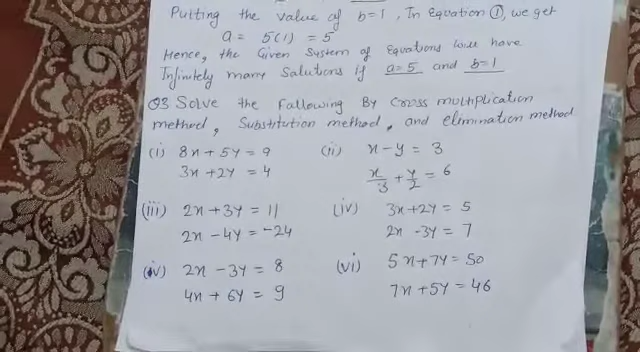 Putting the value of b=1, In Equation ①, we get
a = 5(1) = 5
Hence, the Given System of Equations will have
Infinitely many Solutions if a=5 and b=1
Q3 Solve the Following By cross multiplication
method, Substitution method, and elemination method
(i) 8x + 5y = 9 (ii) x - y = 3
3x + 2y = 4 x/3 + y/2 = 6
(iii) 2x + 3y = 11 (iv) 3x + 2y = 5
2x - 4y = -24 2x - 3y = 7
(v) 2x - 3y = 8 (vi) 5x + 7y = 50
4x + 6y = 9 7x + 5y = 46